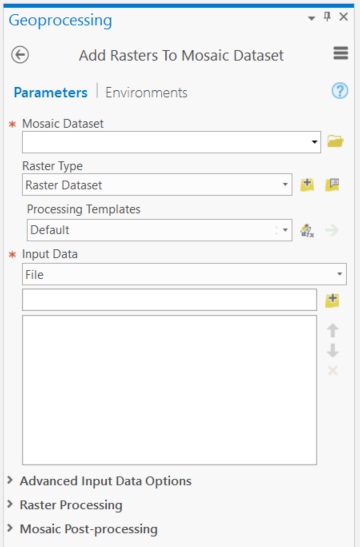 Geoprocessing
Add Rasters To Mosaic Dataset
Parameters | Environments
* Mosaic Dataset
Raster Type
Raster Dataset
Processing Templates
Default
* Input Data
File
Advanced Input Data Options
Raster Processing
Mosaic Post-processing